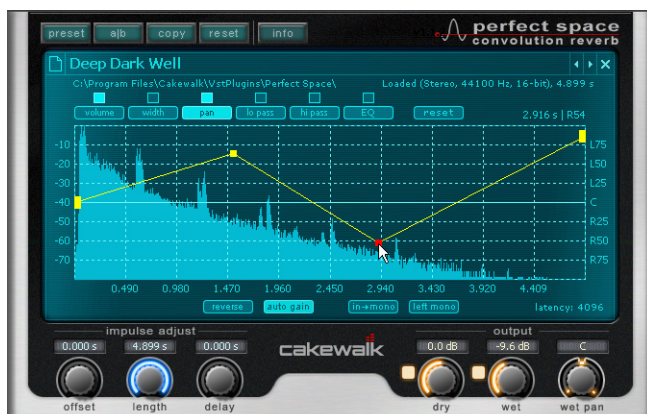 preset a|b copy reset info
perfect space
convolution reverb
Deep Dark Well
C:\Program Files\Cakewalk\VstPlugins\Perfect Space\ Loaded (Stereo, 44100 Hz, 16-bit), 4.899 s
volume width pan lo pass hi pass EQ reset 2.916 s | R54
-10 L75
-20 L50
-30 L25
-40 C
-50 R25
-60 R50
-70 R75
0.490 0.980 1.470 1.960 2.450 2.940 3.430 3.920 4.409
reverse auto gain in→mono left mono latency: 4096
impulse adjust output
0.000 s 4.899 s 0.000 s cakewalk 0.0 dB -9.6 dB C
offset length delay dry wet wet pan